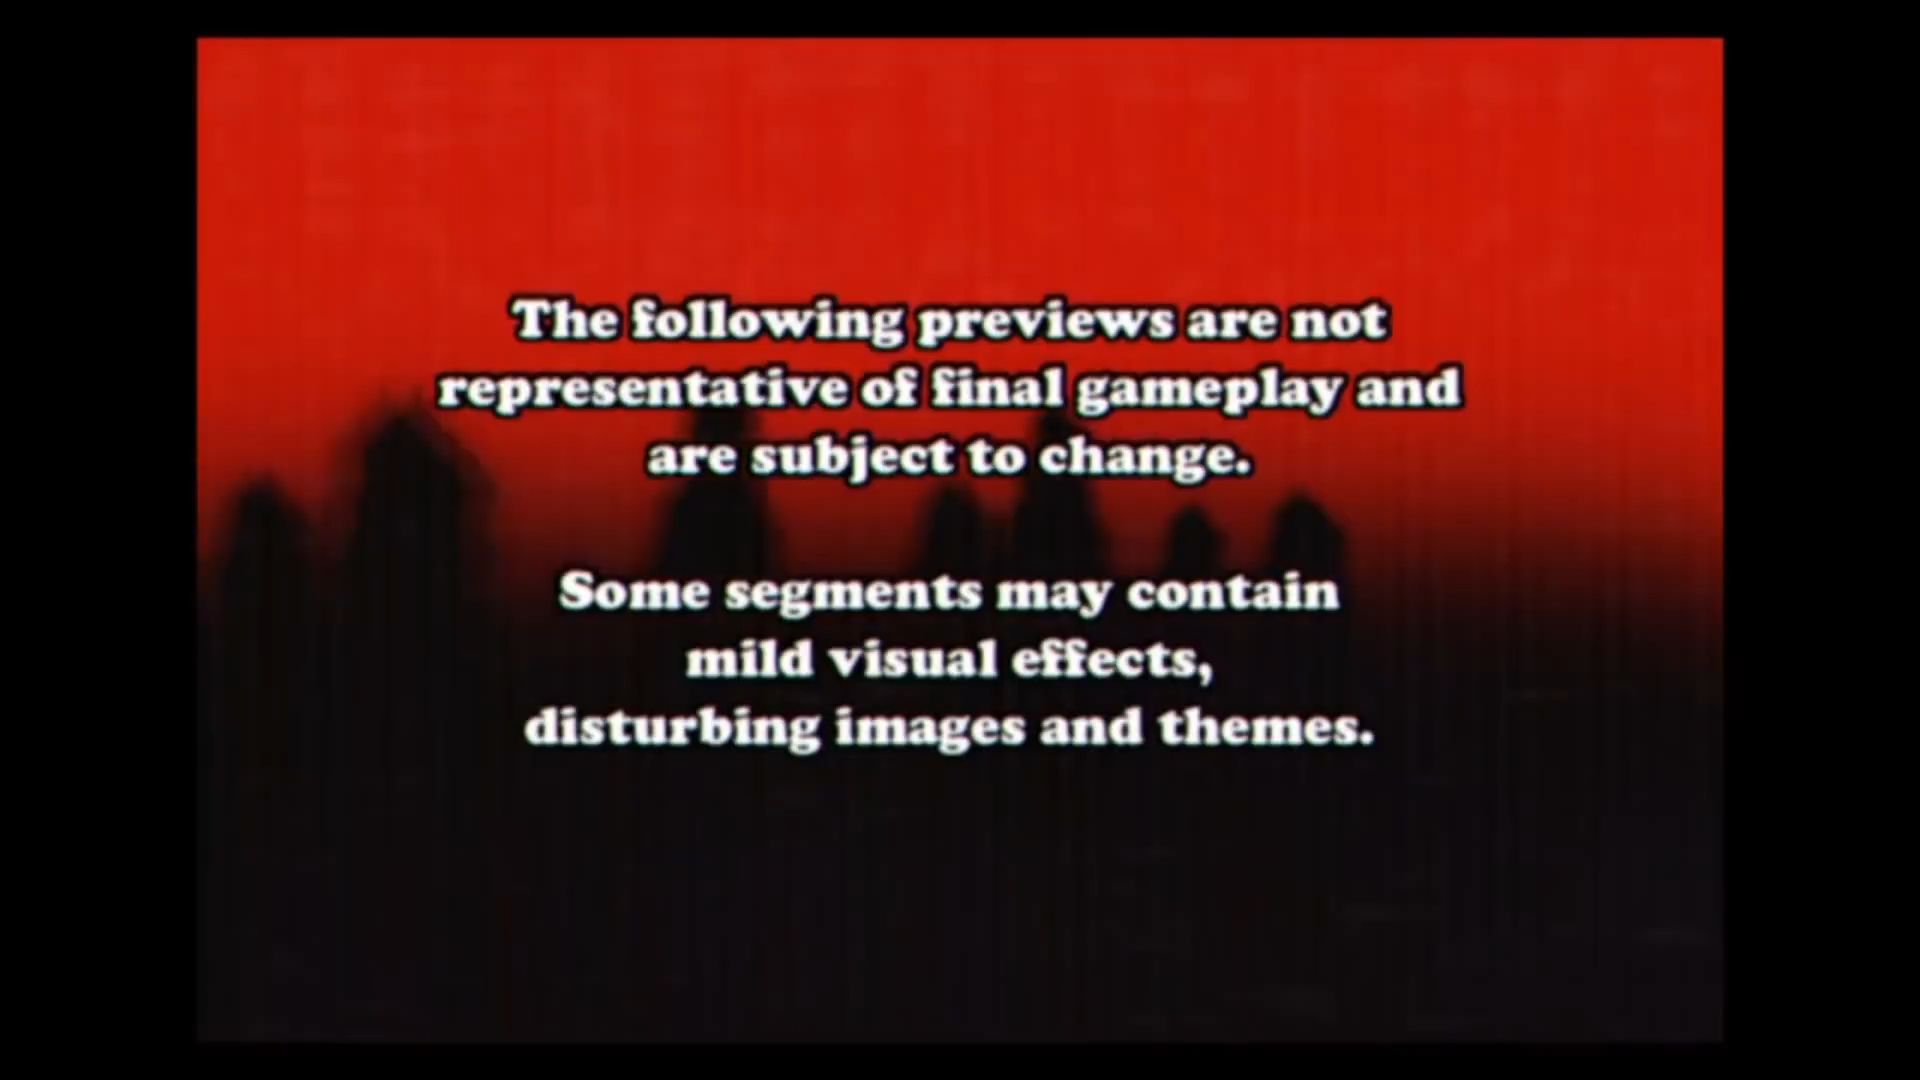 The following previews are not
representative of final gameplay and
are subject to change.
Some segments may contain
mild visual effects,
disturbing images and themes.